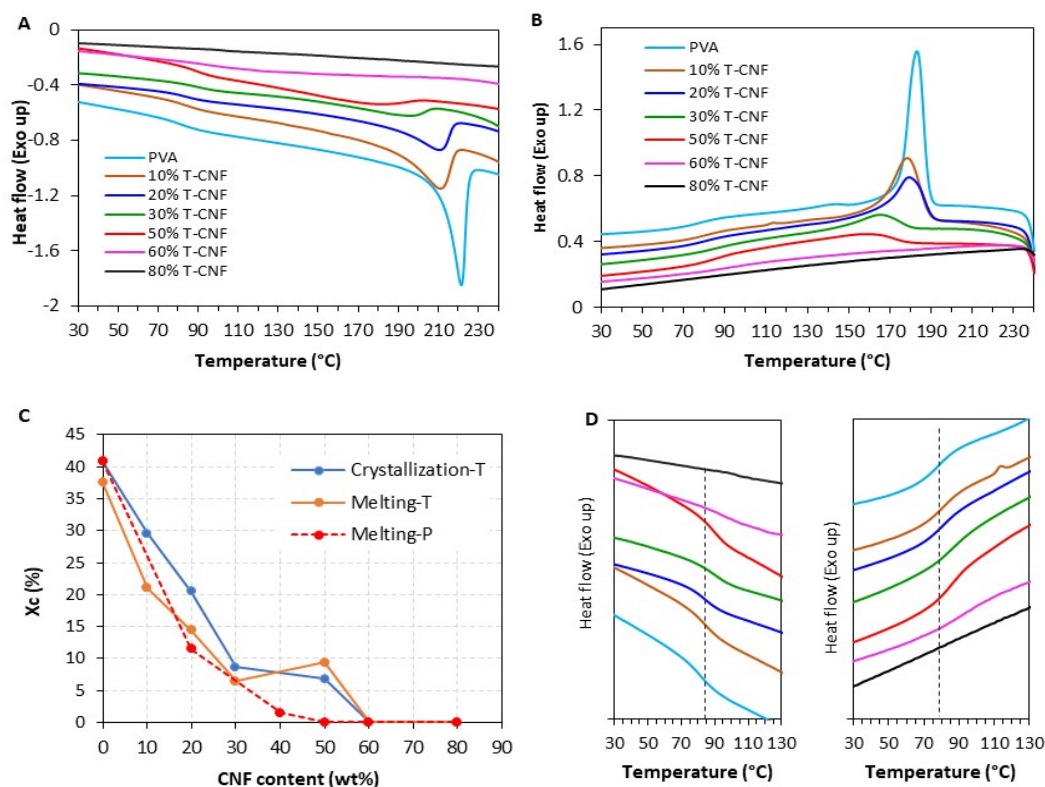 A
0
-0.4
-0.8
-1.2
-1.6
-2
Heat flow (Exo up)
PVA
10% T-CNF
20% T-CNF
30% T-CNF
50% T-CNF
60% T-CNF
80% T-CNF
30 50 70 90 110 130 150 170 190 210 230
Temperature (°C)
B
1.6
1.2
0.8
0.4
0
Heat flow (Exo up)
PVA
10% T-CNF
20% T-CNF
30% T-CNF
50% T-CNF
60% T-CNF
80% T-CNF
30 50 70 90 110 130 150 170 190 210 230
Temperature (°C)
C
45
40
35
30
25
20
15
10
5
0
Xc (%)
Crystallization-T
Melting-T
Melting-P
0 10 20 30 40 50 60 70 80 90
CNF content (wt%)
D
Heat flow (Exo up)
30 50 70 90 110 130
Temperature (°C)
Heat flow (Exo up)
30 50 70 90 110 130
Temperature (°C)